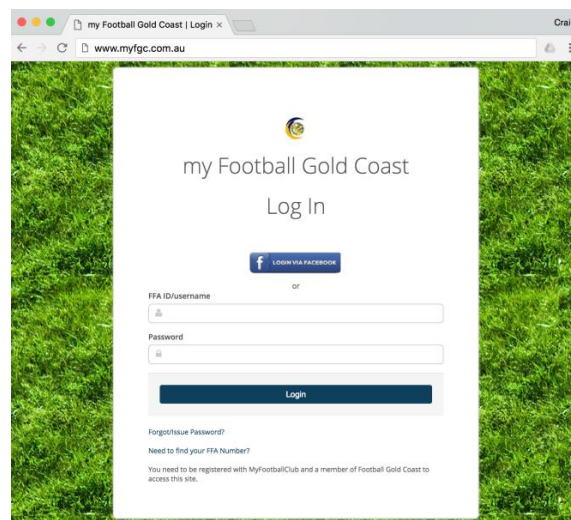 my Football Gold Coast | Login ×
Crai
www.myfgc.com.au
my Football Gold Coast
Log In
f LOGIN VIA FACEBOOK
or
FFA ID/username
Password
Login
Forgot/Issue Password?
Need to find your FFA Number?
You need to be registered with MyFootballClub and a member of Football Gold Coast to
access this site.